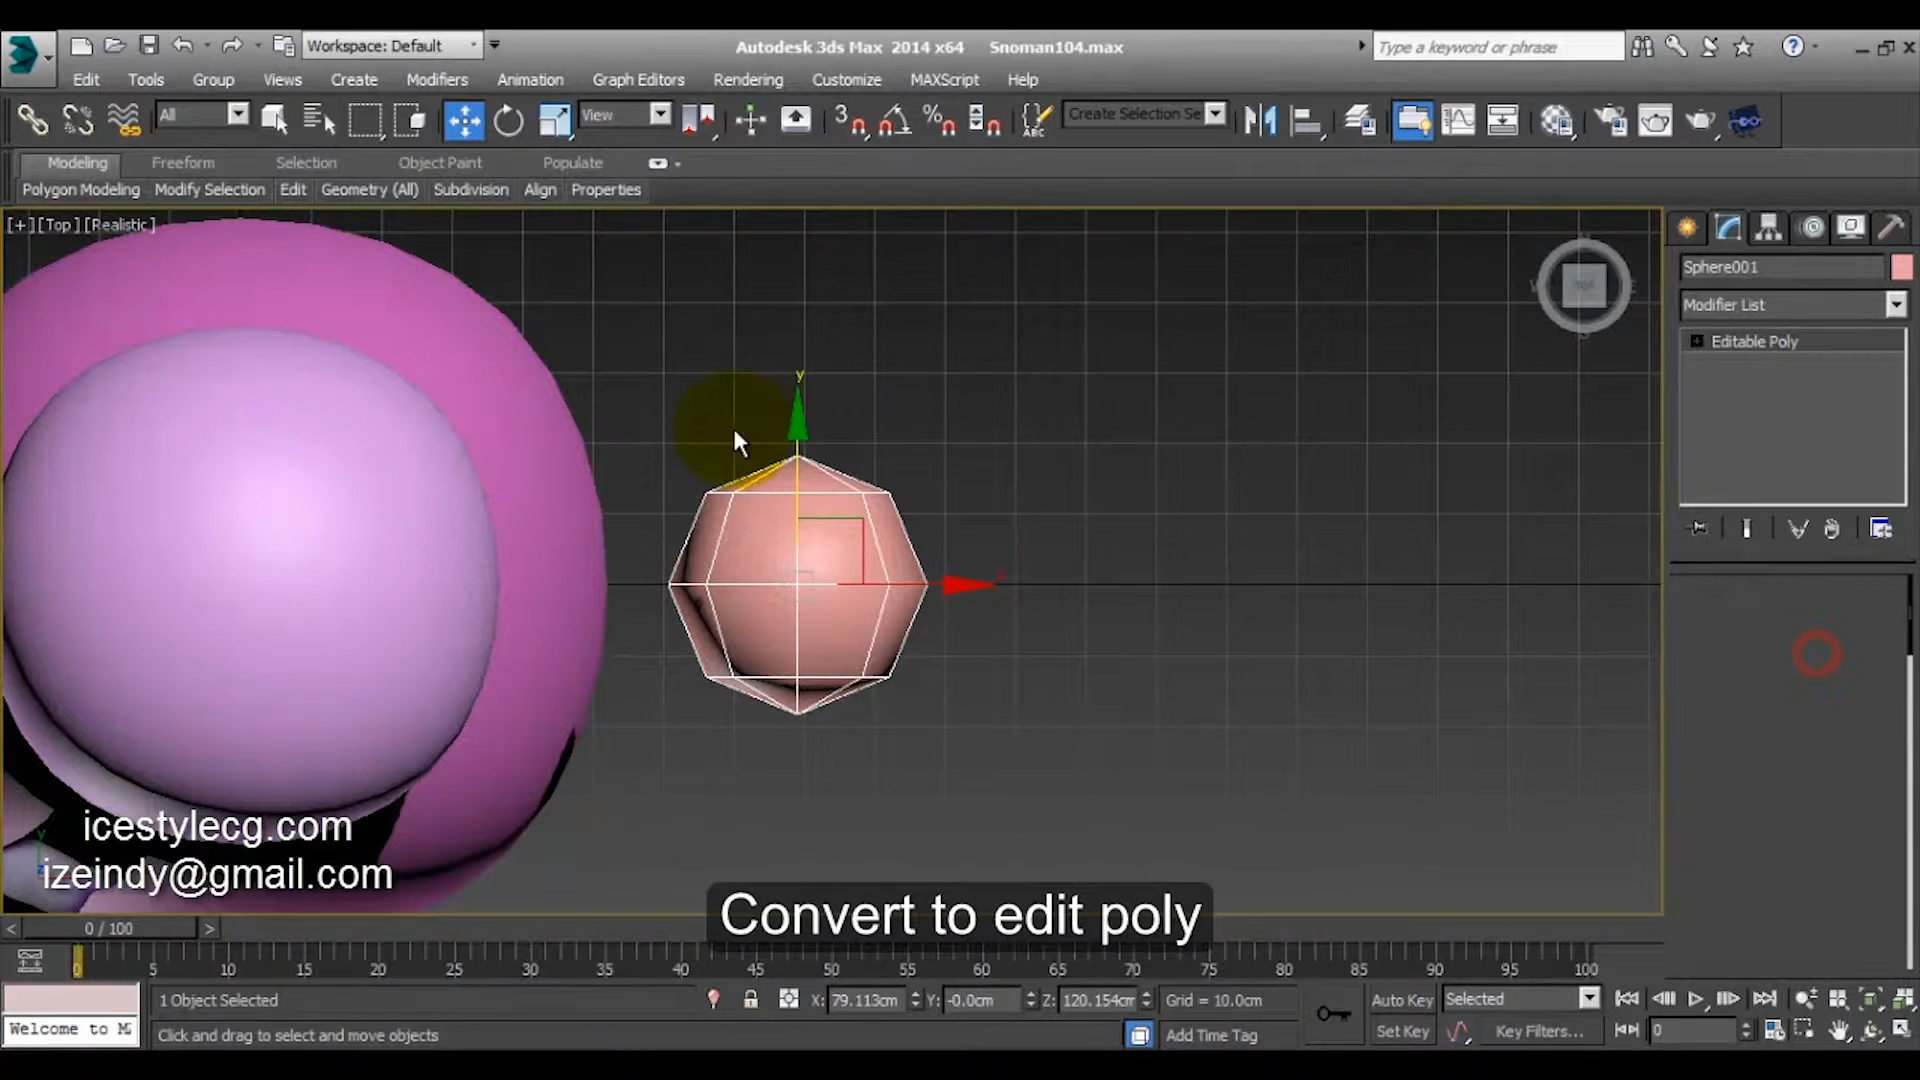 Workspace: Default
Autodesk 3ds Max 2014 x64 Snoman104.max
Type a keyword or phrase
Edit Tools Group Views Create Modifiers Animation Graph Editors Rendering Customize MAXScript Help
All
View
3
%
ABC
Create Selection Se
Modeling Freeform Selection Object Paint Populate
Polygon Modeling Modify Selection Edit Geometry (All) Subdivision Align Properties
[+][Top][Realistic]
Sphere001
Modifier List
Editable Poly
y
icestylecg.com
izeindy@gmail.com
Convert to edit poly
< 0 / 100 >
0 5 10 15 20 25 30 35 40 45 50 55 60 65 70 75 80 85 90 95 100
1 Object Selected
X: 79.113cm Y: -0.0cm Z: 120.154cm Grid = 10.0cm
Auto Key Selected
Welcome to M
Click and drag to select and move objects
Add Time Tag
Set Key Key Filters... 0